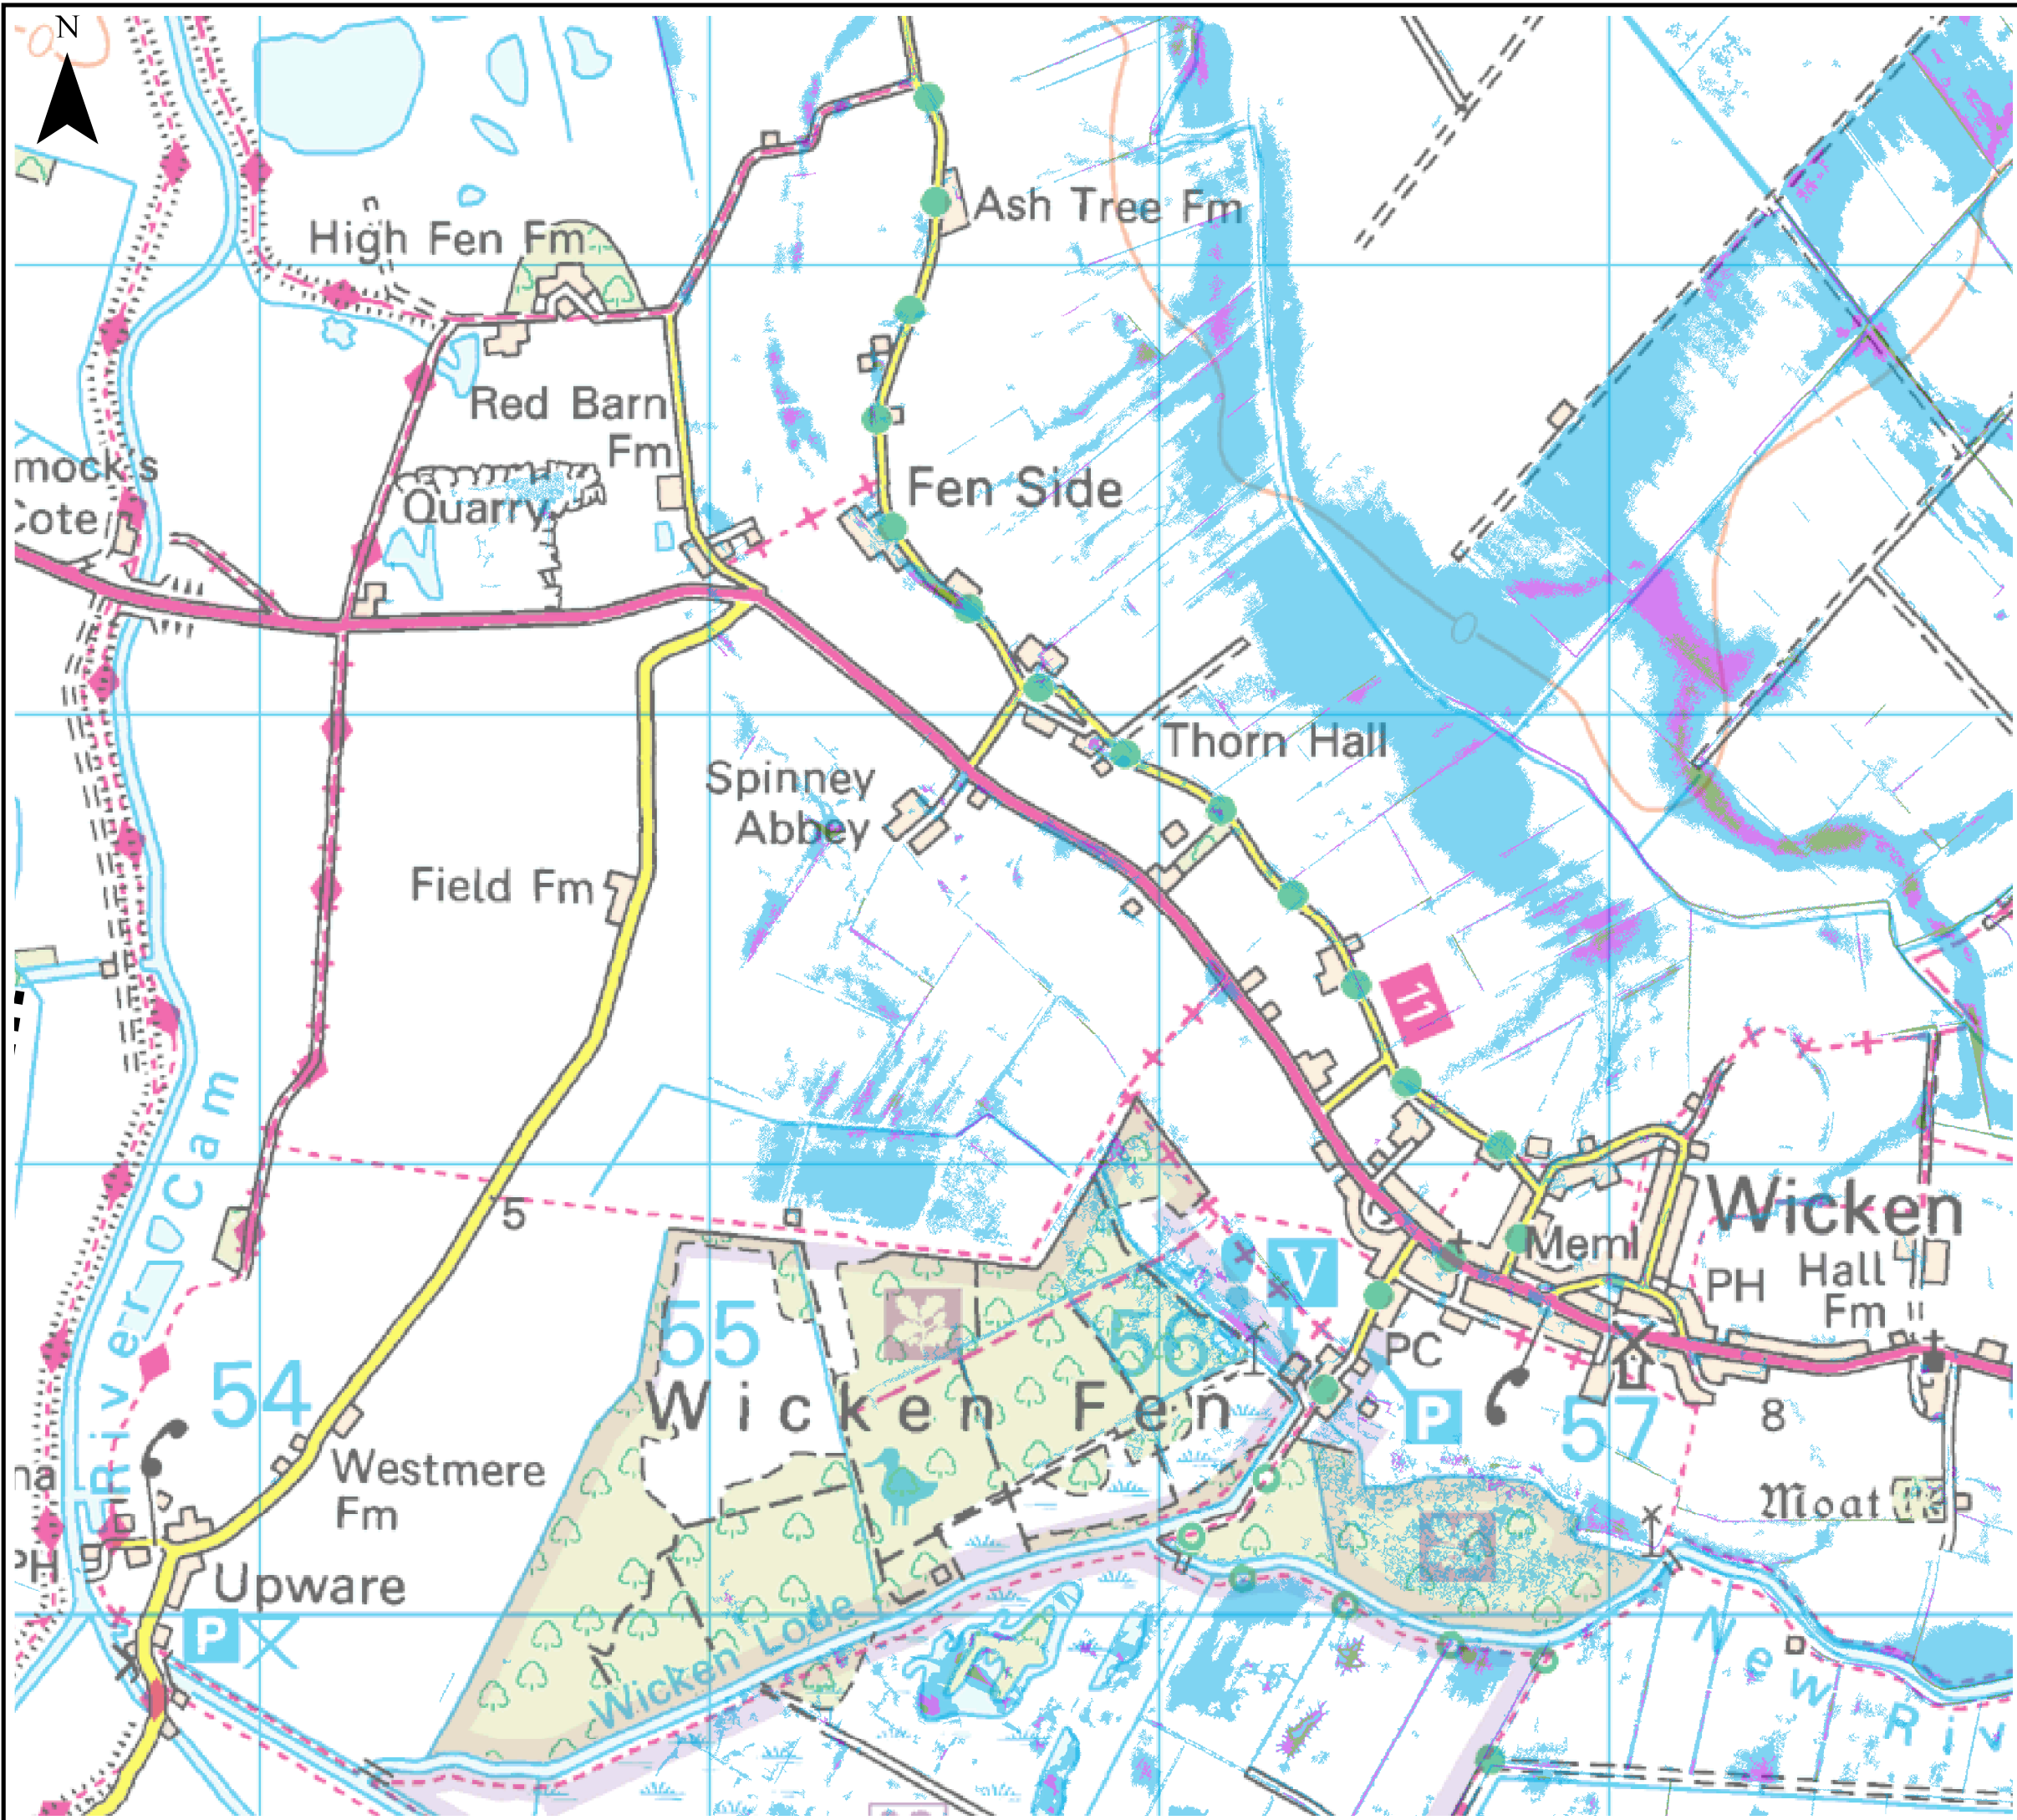 N
Ash Tree Fm
High Fen Fm
Red Barn
Fm
mock's
Cote
Quarry
Fen Side
0
Thorn Hall
Spinney
Abbey
Field Fm
11
River Cam
5
Wicken
Meml
V
PH
Hall
Fm
55
56
PC
54
Wicken Fen
P
57
8
Westmere
Fm
na
Moat
PH
Upware
P
Wicken Lode
New Riv